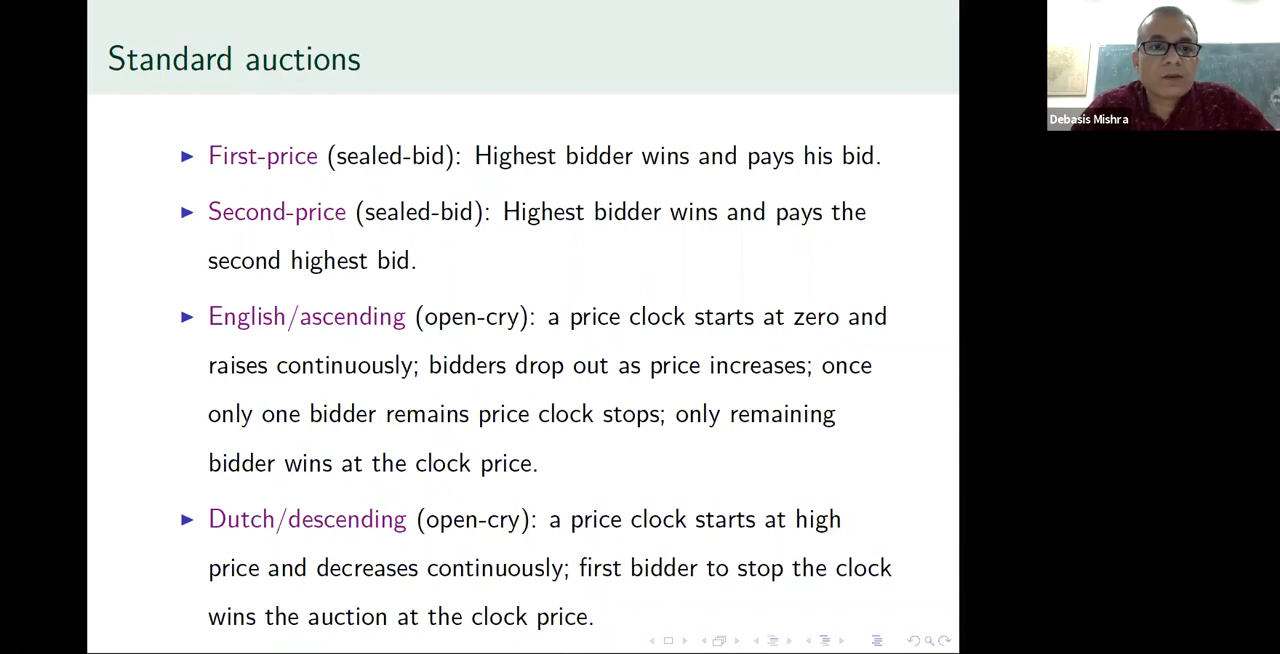 Standard auctions
Debasis Mishra
▶ First-price (sealed-bid): Highest bidder wins and pays his bid.
▶ Second-price (sealed-bid): Highest bidder wins and pays the
second highest bid.
▶ English/ascending (open-cry): a price clock starts at zero and
raises continuously; bidders drop out as price increases; once
only one bidder remains price clock stops; only remaining
bidder wins at the clock price.
▶ Dutch/descending (open-cry): a price clock starts at high
price and decreases continuously; first bidder to stop the clock
wins the auction at the clock price.